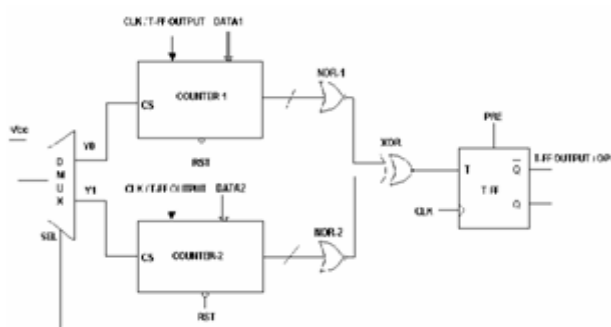 CLK / T-FF OUTPUT DATA1
COUNTER-1
CS
NOR-1
RST
Vcc
Y0
DMUX
Y1
SEL
CLK / T-FF OUTPUT DATA2
COUNTER-2
CS
NOR-2
RST
XOR
PRE
T
T-FF
Q
Q
CLK
T-FF OUTPUT / O/P